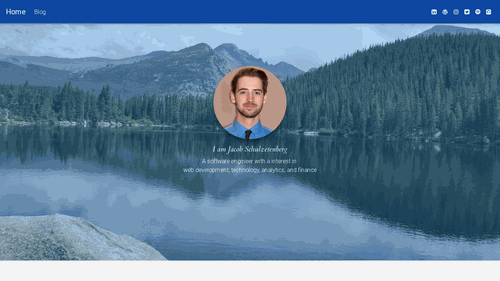 Home Blog
I am Jacob Schulzetenberg
A software engineer with a interest in
web development, technology, analytics, and finance